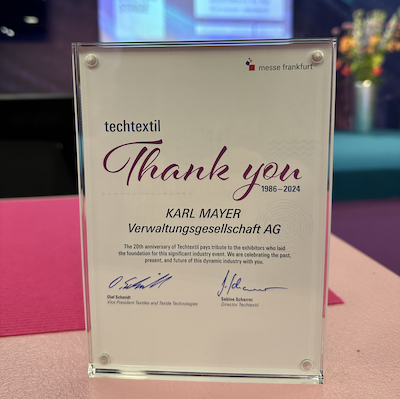 messe frankfurt
techtextil
Thank you
1986–2024
KARL MAYER
Verwaltungsgesellschaft AG
The 20th anniversary of Techtextil pays tribute to the exhibitors who laid
the foundation for this significant industry event. We are celebrating the past,
present, and future of this dynamic industry with you.
Olaf Schmidt
Vice President Textiles and Textile Technologies
Sabine Scharrer
Director Techtextil